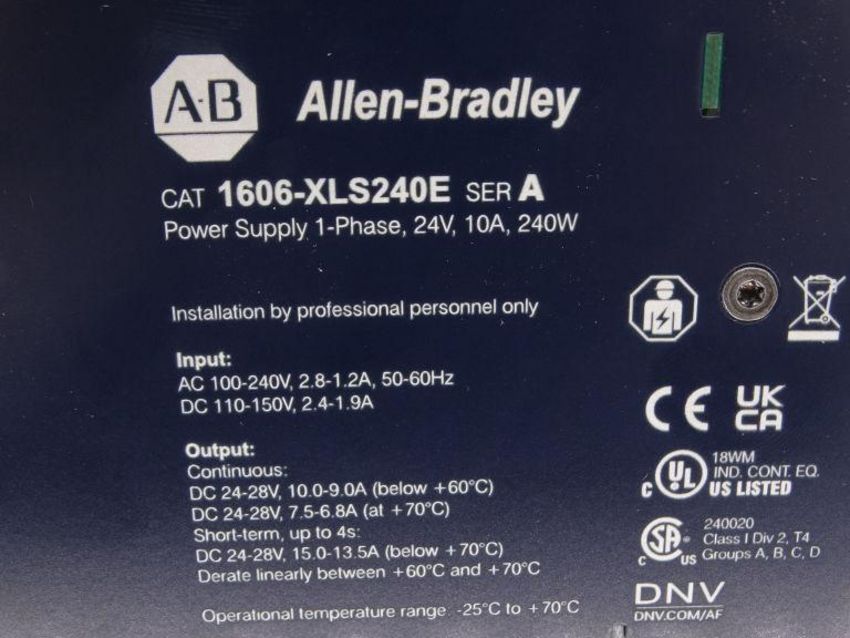 A·B Allen-Bradley
CAT 1606-XLS240E SER A
Power Supply 1-Phase, 24V, 10A, 240W
Installation by professional personnel only
Input:
AC 100-240V, 2.8-1.2A, 50-60Hz
DC 110-150V, 2.4-1.9A
Output:
Continuous:
DC 24-28V, 10.0-9.0A (below +60°C)
DC 24-28V, 7.5-6.8A (at +70°C)
Short-term, up to 4s:
DC 24-28V, 15.0-13.5A (below +70°C)
Derate linearly between +60°C and +70°C
Operational temperature range -25°C to +70°C
CE UK
CA
18WM
C UL IND. CONT. EQ.
US LISTED
240020
SA® Class I Div 2, T4
C US Groups A, B, C, D
DNV
DNV.COM/AF